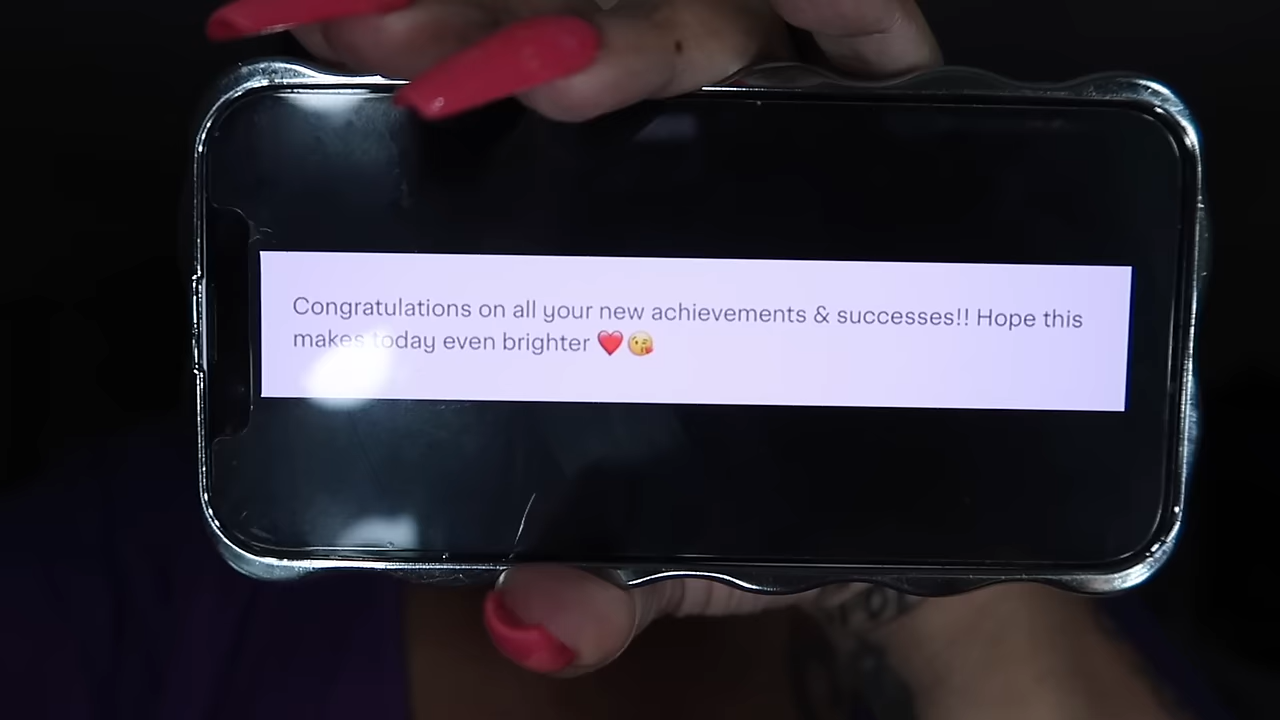 Congratulations on all your new achievements & successes!! Hope this
makes today even brighter ❤️😘